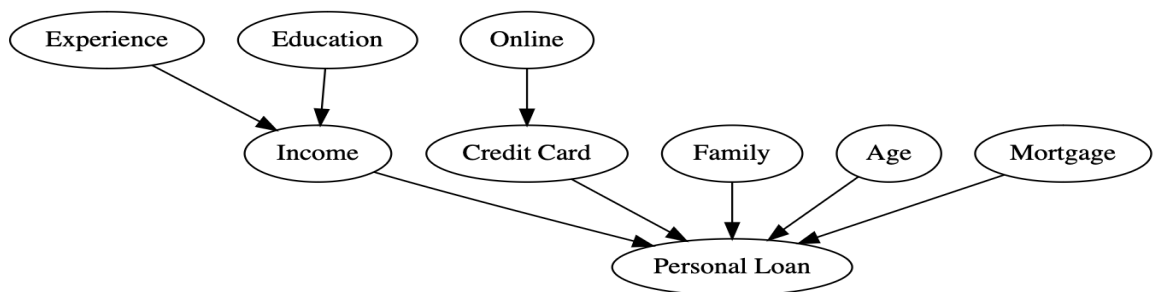 Experience
Education
Online
Income
Credit Card
Family
Age
Mortgage
Personal Loan